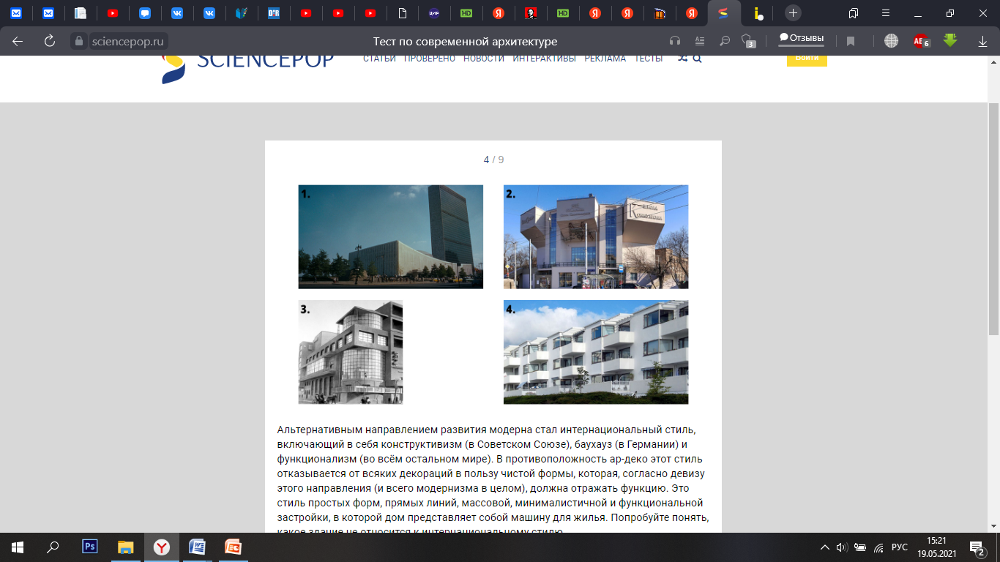 sciencepop.ru
Тест по современной архитектуре
3
Отзывы
6
SCIENCEPOP
СТАТЬИ ПРОВЕРЕНО НОВОСТИ ИНТЕРАКТИВЫ РЕКЛАМА ТЕСТЫ
Войти
4 / 9
1.
2.
3.
4.
Альтернативным направлением развития модерна стал интернациональный стиль,
включающий в себя конструктивизм (в Советском Союзе), баухауз (в Германии) и
функционализм (во всём остальном мире). В противоположность ар-деко этот стиль
отказывается от всяких декораций в пользу чистой формы, которая, согласно девизу
этого направления (и всего модернизма в целом), должна отражать функцию. Это
стиль простых форм, прямых линий, массовой, минималистичной и функциональной
застройки, в которой дом представляет собой машину для жилья. Попробуйте понять,
какое здание не относится к интернациональному стилю
РУС
15:21
19.05.2021
2